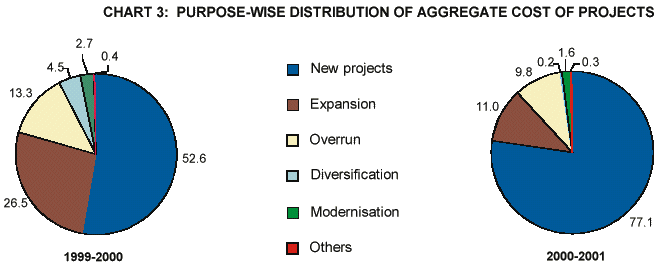 CHART 3: PURPOSE-WISE DISTRIBUTION OF AGGREGATE COST OF PROJECTS
2.7
0.4
4.5
13.3
52.6
26.5
1999-2000
New projects
Expansion
Overrun
Diversification
Modernisation
Others
1.6
0.2
0.3
9.8
11.0
77.1
2000-2001